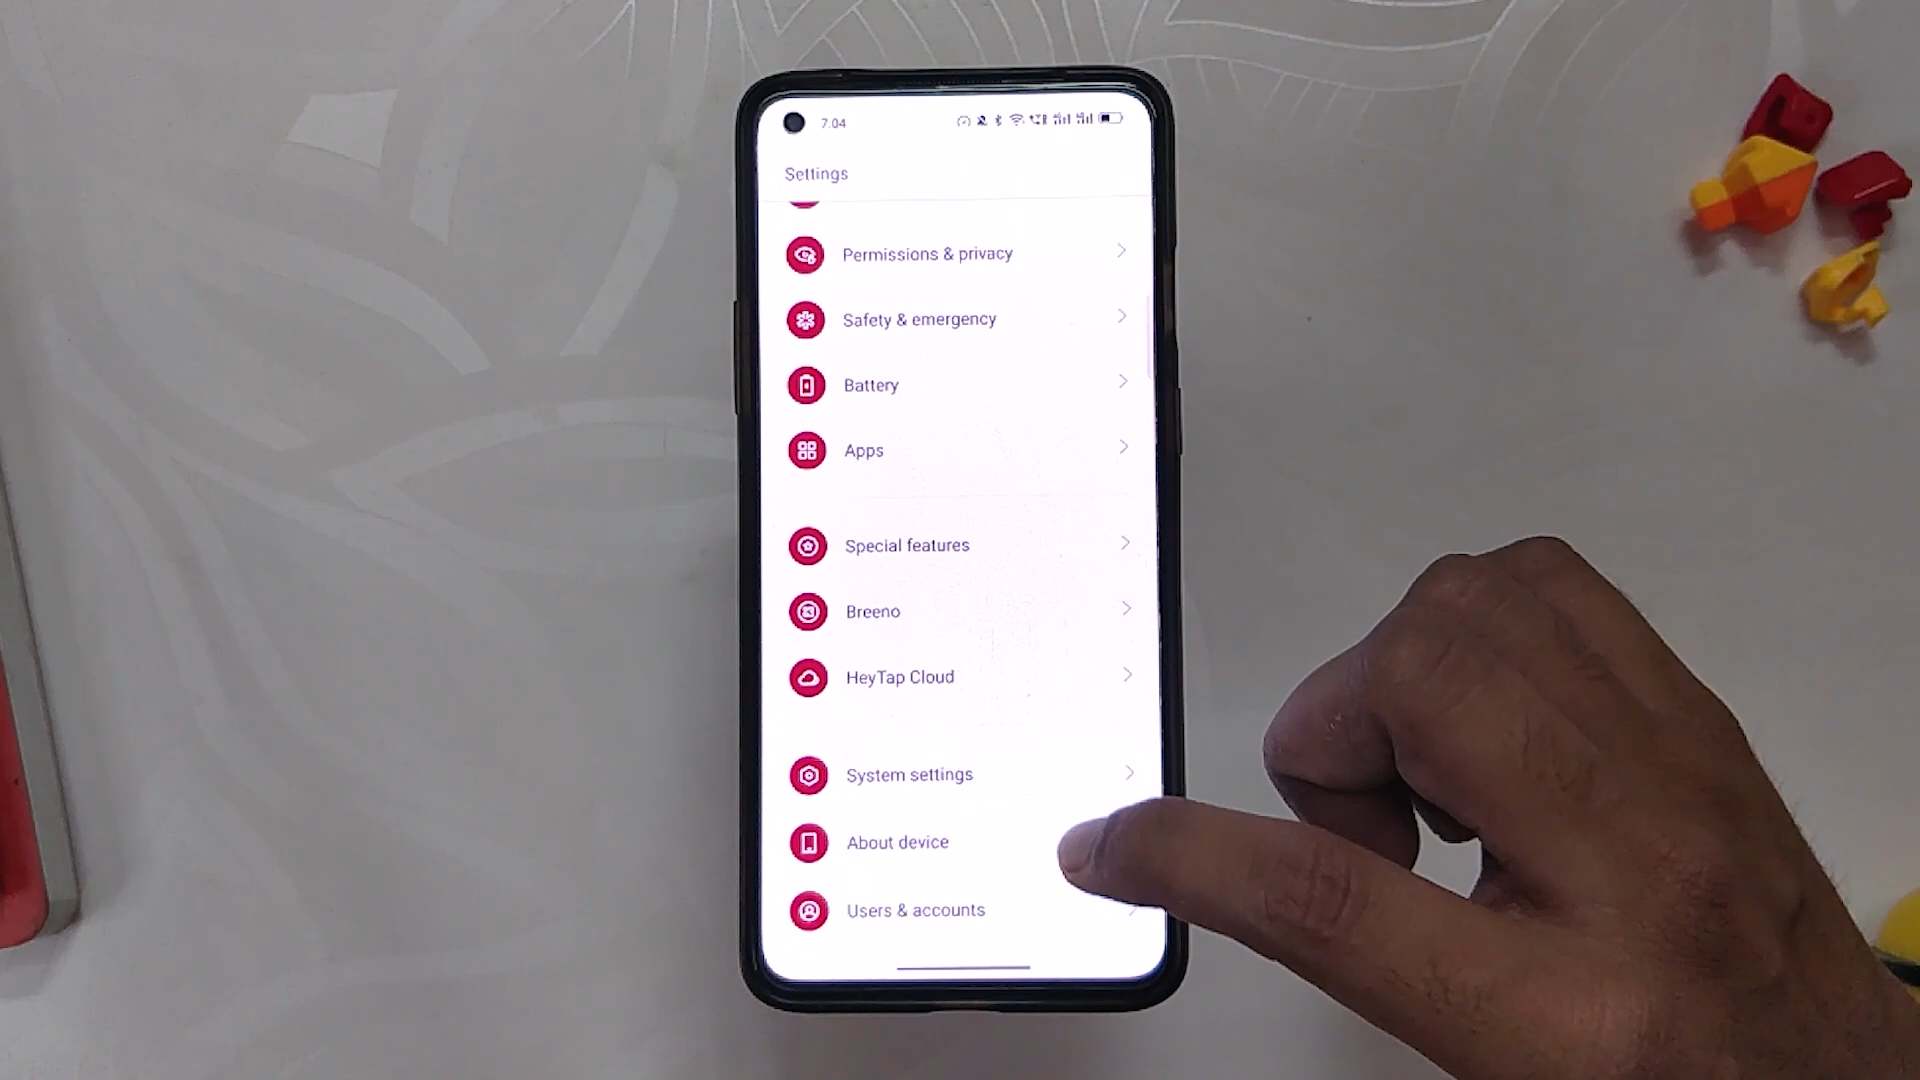 7.04
Settings
Permissions & privacy
Safety & emergency
Battery
Apps
Special features
Breeno
HeyTap Cloud
System settings
About device
Users & accounts